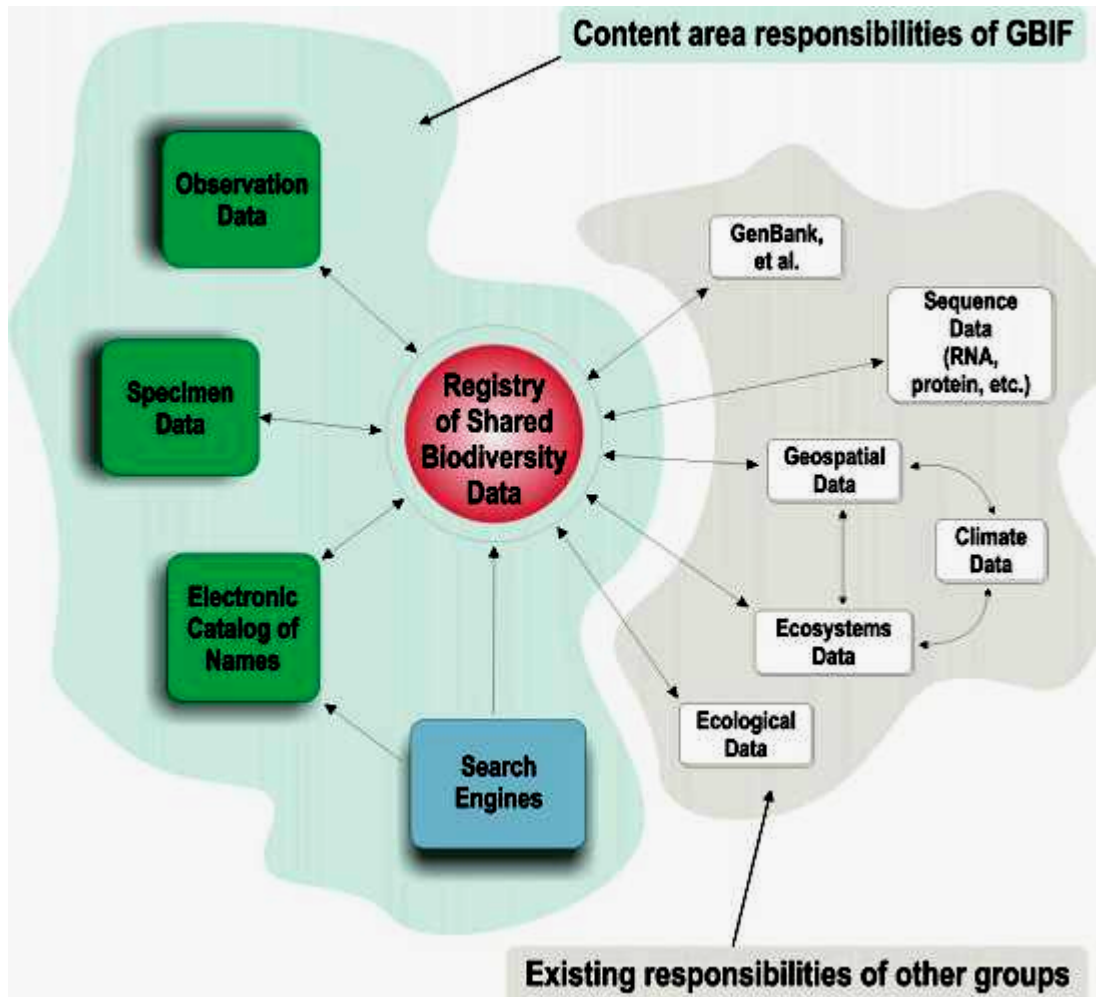 Content area responsibilities of GBIF
Observation
Data
Specimen
Data
Electronic
Catalog of
Names
Search
Engines
Registry
of Shared
Biodiversity
Data
GenBank,
et al.
Sequence
Data
(RNA,
protein, etc.)
Geospatial
Data
Climate
Data
Ecosystems
Data
Ecological
Data
Existing responsibilities of other groups